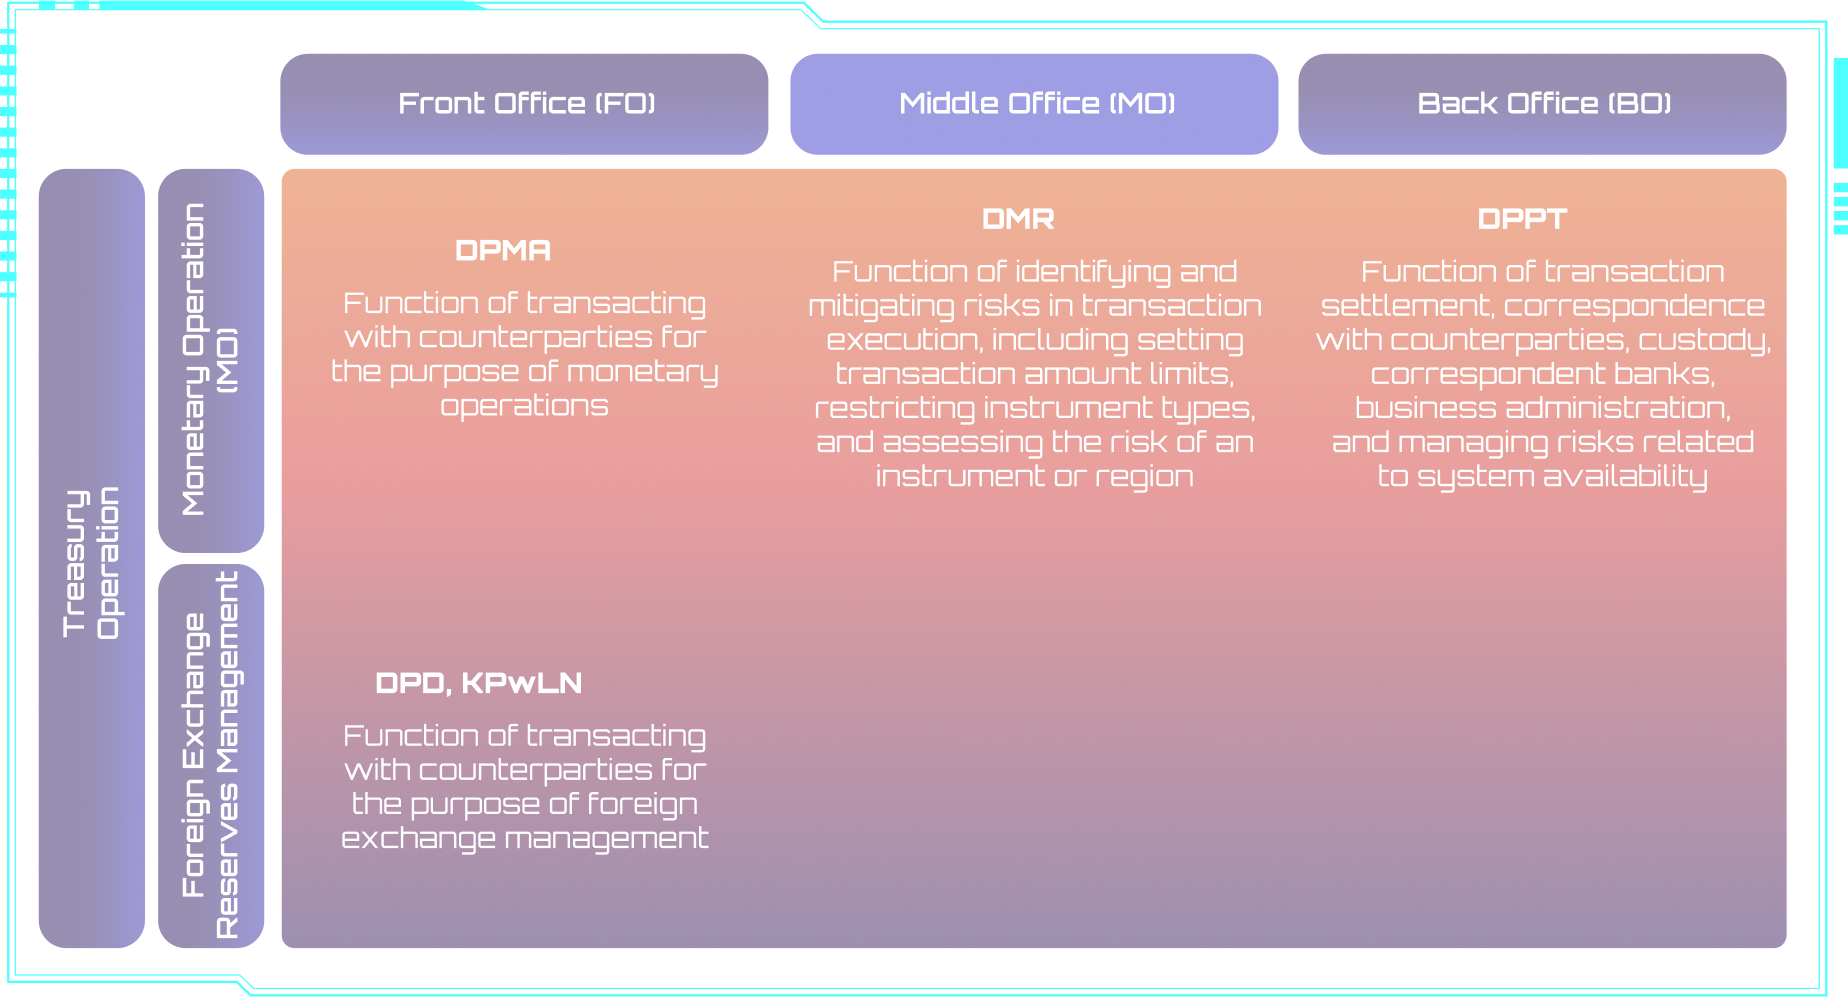 Front Office (FO)
Middle Office (MO)
Back Office (BO)
Treasury
Operation
Monetary Operation
(MO)
DPMA
Function of transacting
with counterparties for
the purpose of monetary
operations
DMR
Function of identifying and
mitigating risks in transaction
execution, including setting
transaction amount limits,
restricting instrument types,
and assessing the risk of an
instrument or region
DPPT
Function of transaction
settlement, correspondence
with counterparties, custody,
correspondent banks,
business administration,
and managing risks related
to system availability
Foreign Exchange
Reserves Management
DPD, KPwLN
Function of transacting
with counterparties for
the purpose of foreign
exchange management